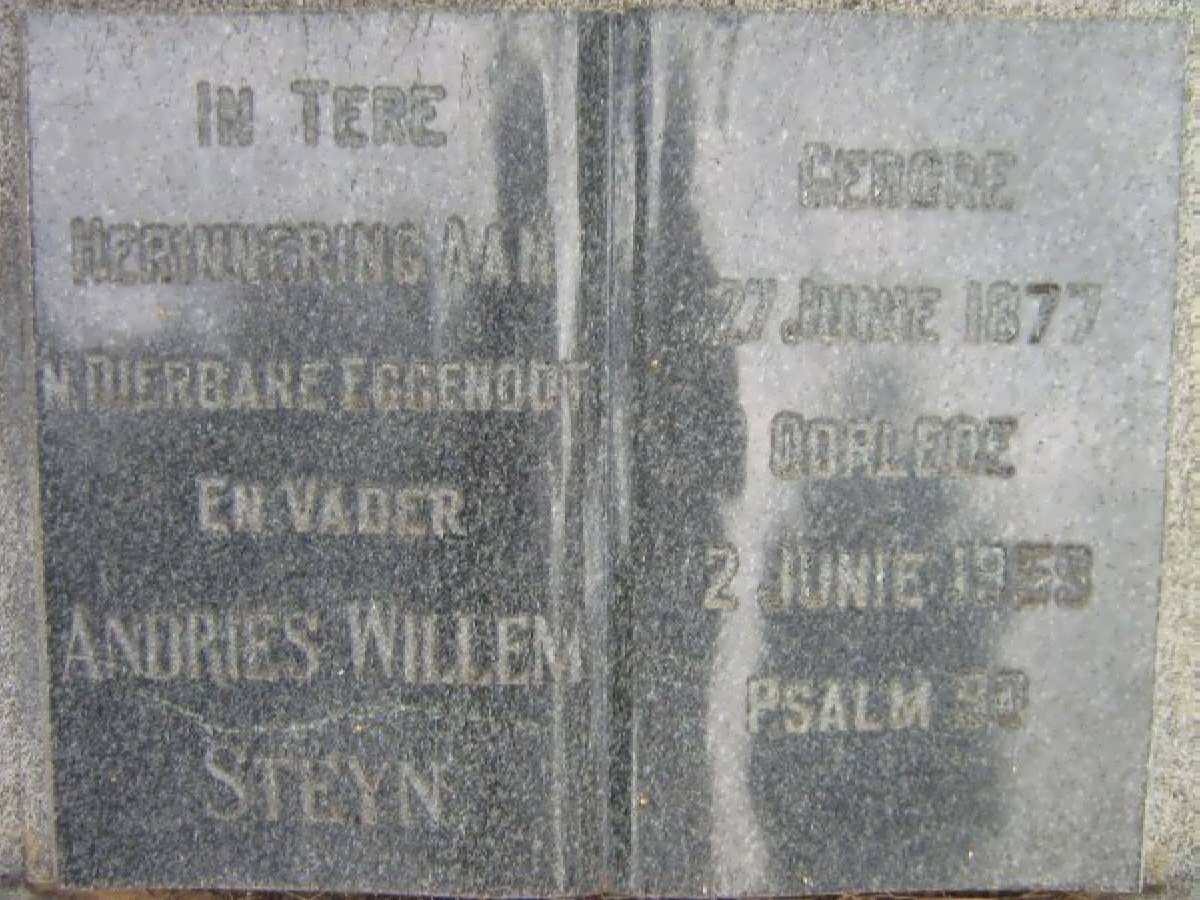 IN TERE
HERINNERING AAN
'N DIERBARE EGGENOOT
EN VADER
ANDRIES WILLEM
STEYN
GEBORE
27 JUNIE 1877
OORLEDE
2 JUNIE 1953
PSALM